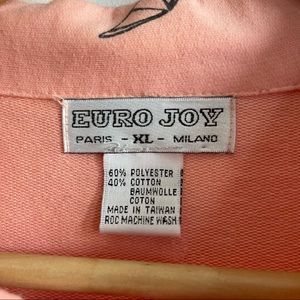 EURO JOY
PARIS - XL - MILANO
60% POLYESTER
40% COTTON
BAUMWOLLE
COTON
MADE IN TAIWAN
ROC MACHINE WASH